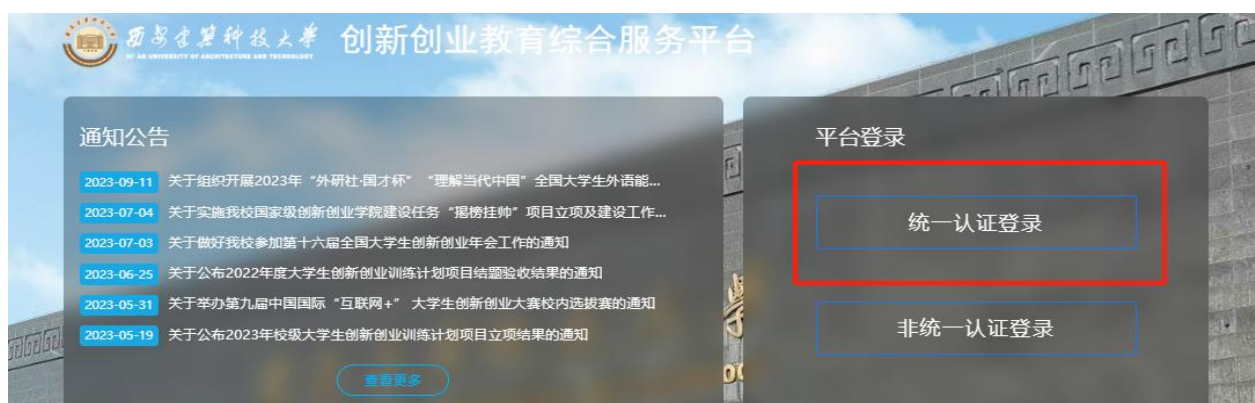 西安建筑科技大学 创新创业教育综合服务平台
XI'AN UNIVERSITY OF ARCHITECTURE AND TECHNOLOGY
通知公告
2023-09-11 关于组织开展2023年“外研社·国才杯”“理解当代中国”全国大学生外语能...
2023-07-04 关于实施我校国家级创新创业学院建设任务“揭榜挂帅”项目立项及建设工作...
2023-07-03 关于做好我校参加第十六届全国大学生创新创业年会工作的通知
2023-06-25 关于公布2022年度大学生创新创业训练计划项目结题验收结果的通知
2023-05-31 关于举办第九届中国国际“互联网+”大学生创新创业大赛校内选拔赛的通知
2023-05-19 关于公布2023年校级大学生创新创业训练计划项目立项结果的通知
查看更多
平台登录
统一认证登录
非统一认证登录